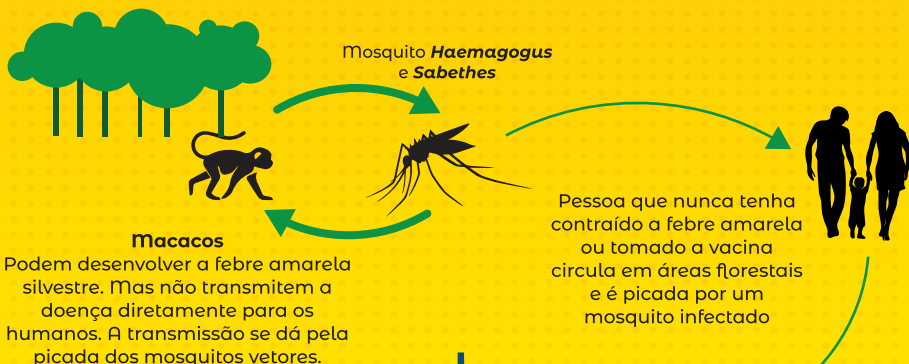 Mosquito Haemagogus
e Sabethes
Macacos
Podem desenvolver a febre amarela
silvestre. Mas não transmitem a
doença diretamente para os
humanos. A transmissão se dá pela
picada dos mosquitos vetores.
Pessoa que nunca tenha
contraído a febre amarela
ou tomado a vacina
circula em áreas florestais
e é picada por um
mosquito infectado